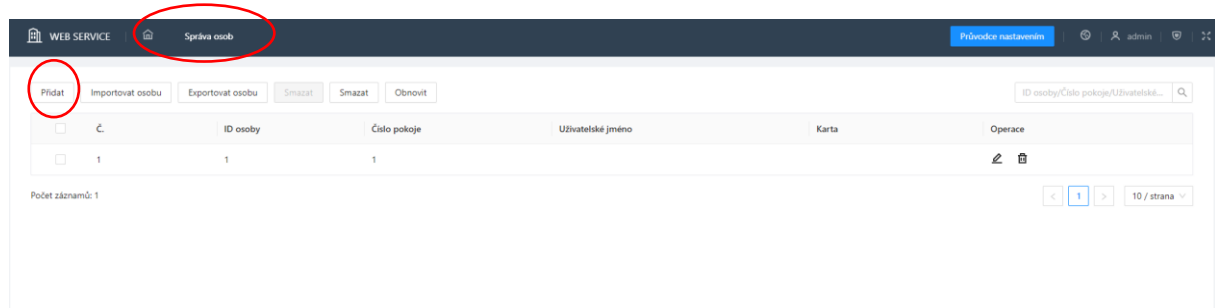 WEB SERVICE Správa osob Průvodce nastavením admin
Přidat Importovat osobu Exportovat osobu Smazat Smazat Obnovit ID osoby/Číslo pokoje/Uživatelské...
Č. ID osoby Číslo pokoje Uživatelské jméno Karta Operace
1 1 1
Počet záznamů: 1 < 1 > 10 / strana